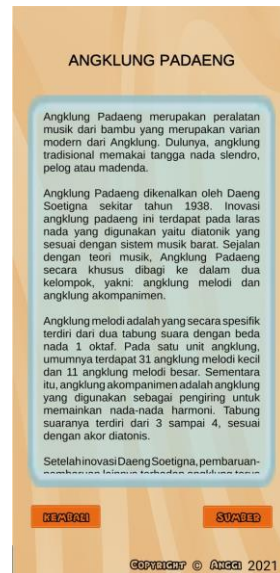 ANGKLUNG PADAENG
Angklung Padaeng merupakan peralatan
musik dari bambu yang merupakan varian
modern dari Angklung. Dulunya, angklung
tradisional memakai tangga nada slendro,
pelog atau madenda.
Angklung Padaeng dikenalkan oleh Daeng
Soetigna sekitar tahun 1938. Inovasi
angklung padaeng ini terdapat pada laras
nada yang digunakan yaitu diatonik yang
sesuai dengan sistem musik barat. Sejalan
dengan teori musik, Angklung Padaeng
secara khusus dibagi ke dalam dua
kelompok, yakni: angklung melodi dan
angklung akompanimen.
Angklung melodi adalah yang secara spesifik
terdiri dari dua tabung suara dengan beda
nada 1 oktaf. Pada satu unit angklung,
umumnya terdapat 31 angklung melodi kecil
dan 11 angklung melodi besar. Sementara
itu, angklung akompanimen adalah angklung
yang digunakan sebagai pengiring untuk
memainkan nada-nada harmoni. Tabung
suaranya terdiri dari 3 sampai 4, sesuai
dengan akor diatonis.
Setelah inovasi Daeng Soetigna, pembaruan-
KEMBALI
SUMBER
COPYRIGHT © ANGGI 2021